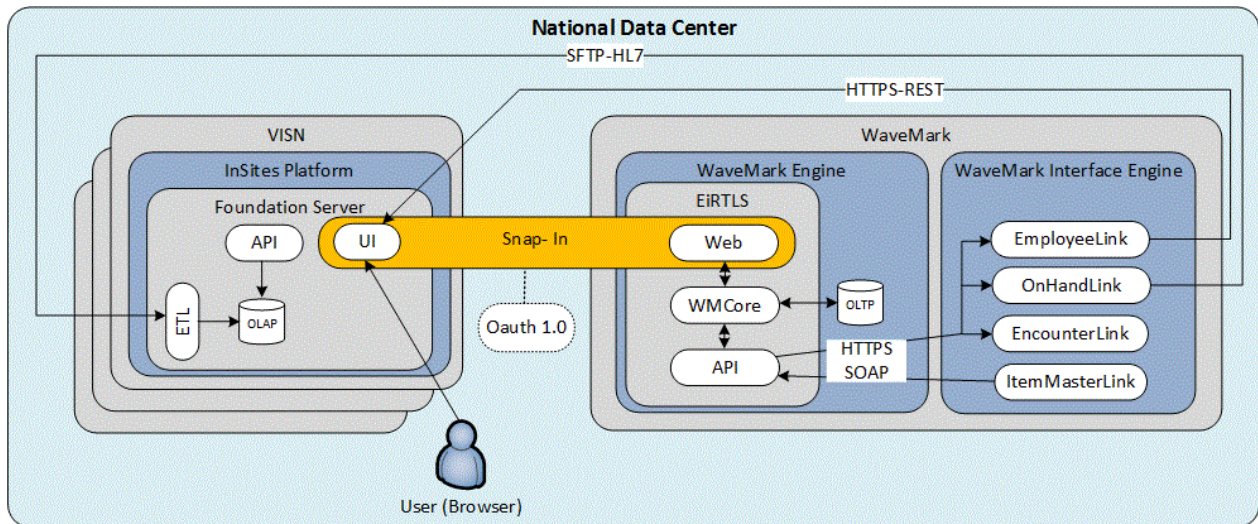 National Data Center
SFTP-HL7
HTTPS-REST
VISN
InSites Platform
Foundation Server
API
UI
ETL
OLAP
Snap- In
Oauth 1.0
User (Browser)
WaveMark
WaveMark Engine
EiRTLS
Web
WMCore
OLTP
API
HTTPS
SOAP
WaveMark Interface Engine
EmployeeLink
OnHandLink
EncounterLink
ItemMasterLink